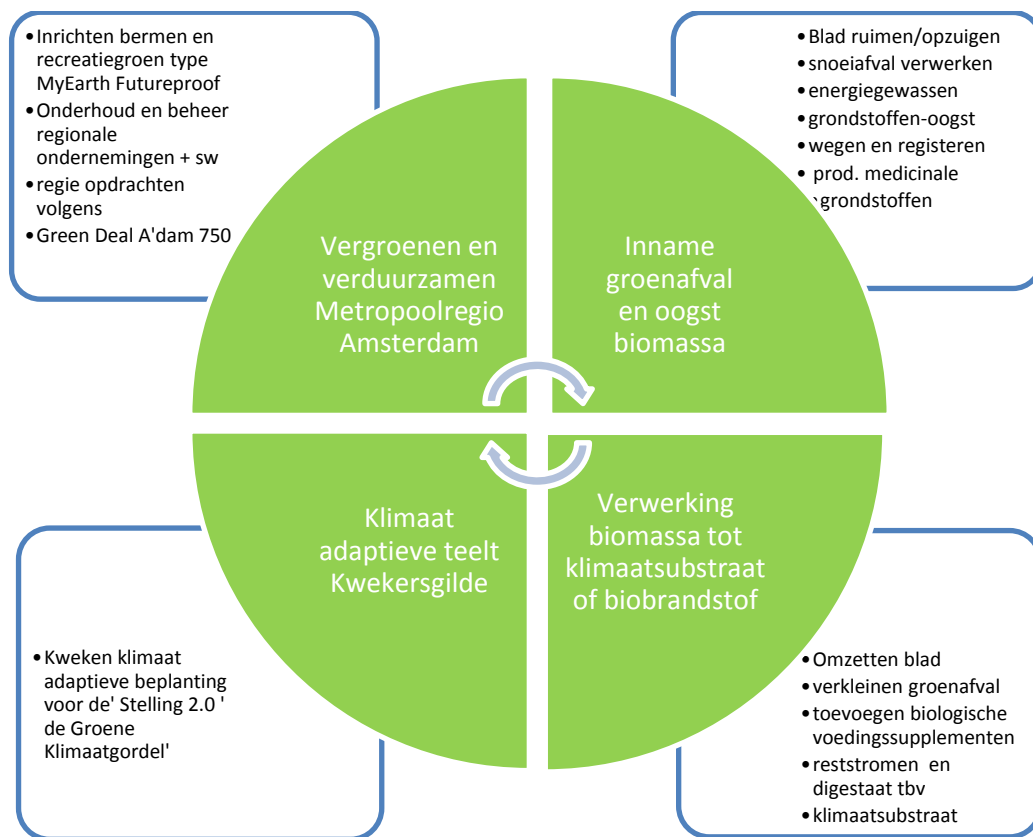 •Inrichten bermen en
recreatiegroen type
MyEarth Futureproof
•Onderhoud en beheer
regionale
ondernemingen + sw
•regie opdrachten
volgens
•Green Deal A'dam 750
•Blad ruimen/opzuigen
•snoeiafval verwerken
•energiegewassen
•grondstoffen-oogst
•wegen en registeren
• prod. medicinale
•grondstoffen
Vergroenen en
verduurzamen
Metropoolregio
Amsterdam
Inname
groenafval
en oogst
biomassa
Klimaat
adaptieve teelt
Kwekersgilde
Verwerking
biomassa tot
klimaatsubstraat
of biobrandstof
•Kweken klimaat
adaptieve beplanting
voor de' Stelling 2.0 '
de Groene
Klimaatgordel'
•Omzetten blad
•verkleinen groenafval
•toevoegen biologische
voedingssupplementen
•reststromen en
digestaat tbv
•klimaatsubstraat